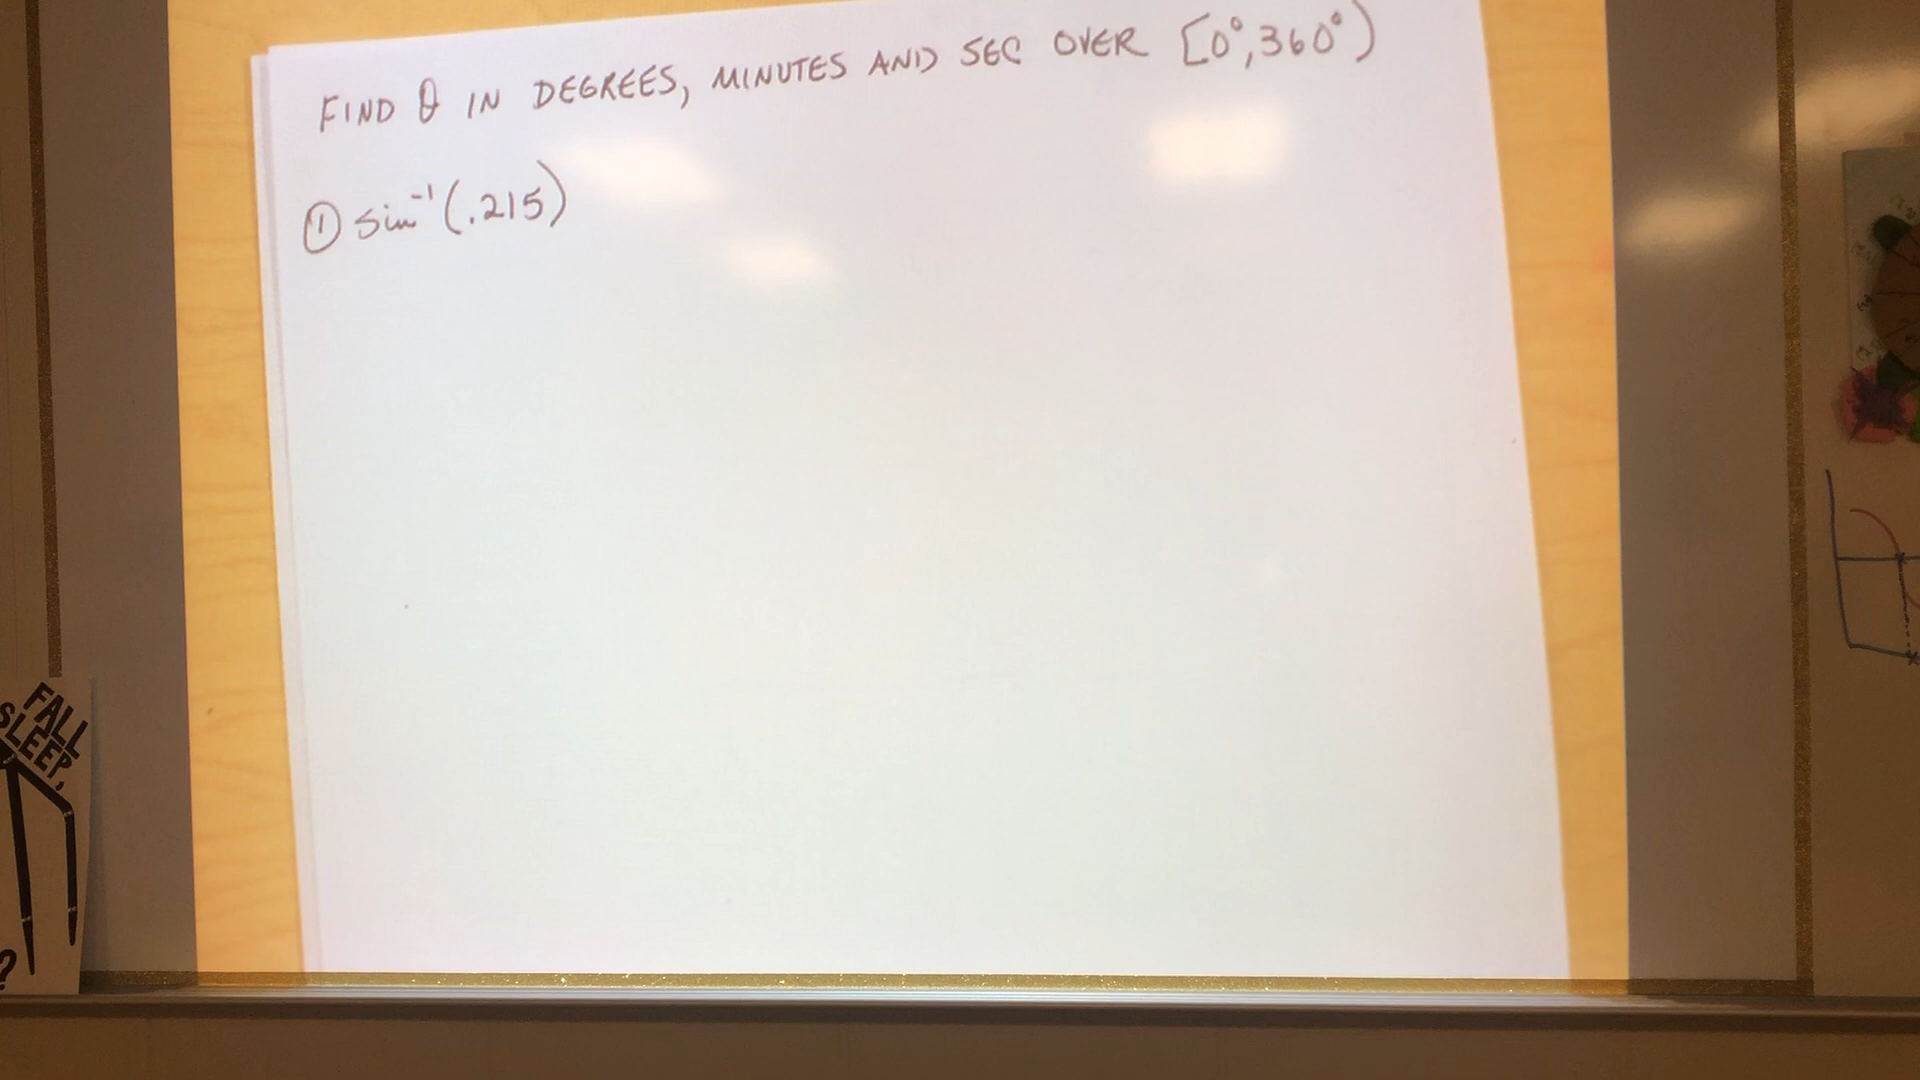 FIND θ IN DEGREES, MINUTES AND SEC OVER [0°, 360°)
① sin⁻¹(.215)
FALL
SLEEP,
?